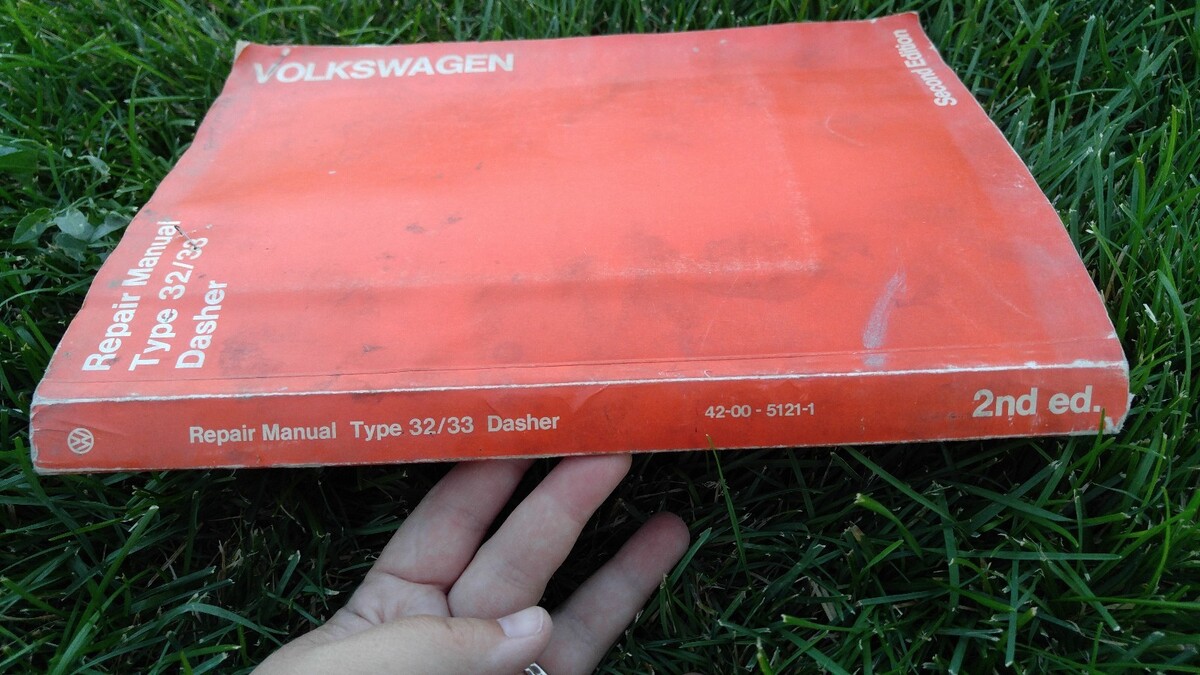 VOLKSWAGEN
Second Edition
Repair Manual
Type 32/33
Dasher
Repair Manual Type 32/33 Dasher 42-00 - 5121-1 2nd ed.